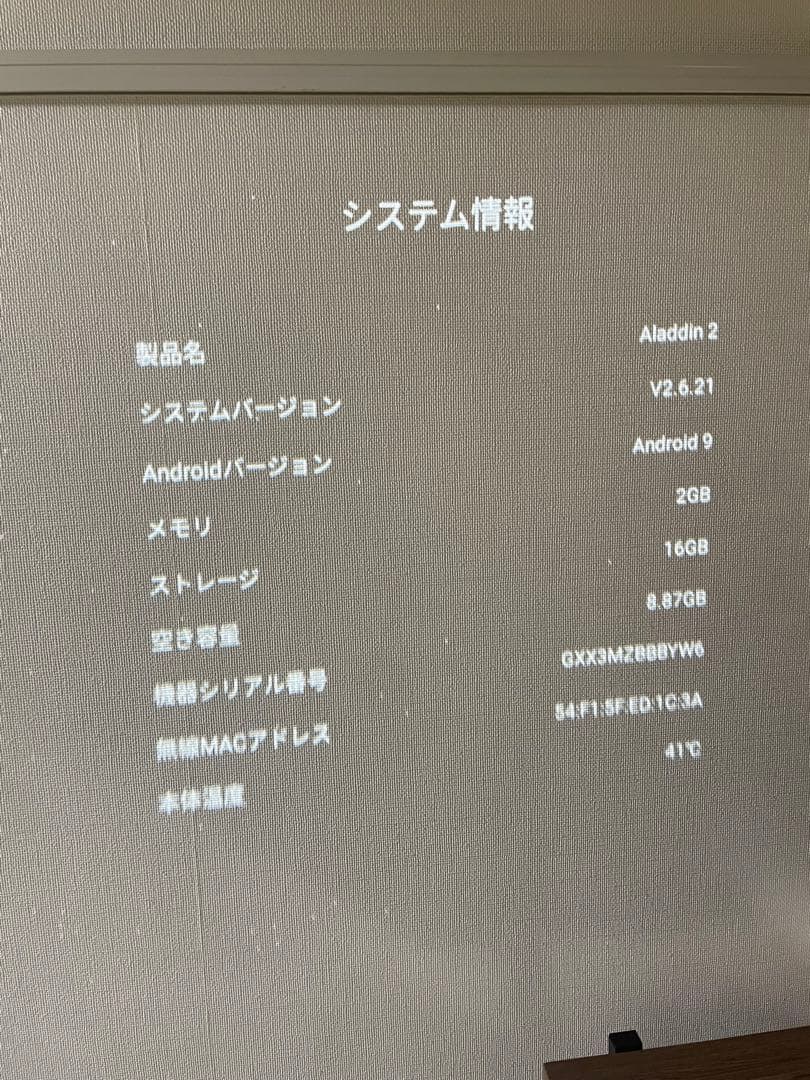 システム情報
製品名 Aladdin 2
システムバージョン V2.6.21
Androidバージョン Android 9
メモリ 2GB
ストレージ 16GB
空き容量 8.87GB
機器シリアル番号 GXX3MZBBBYW6
無線MACアドレス 54:F1:5F:ED:1C:3A
本体温度 41℃